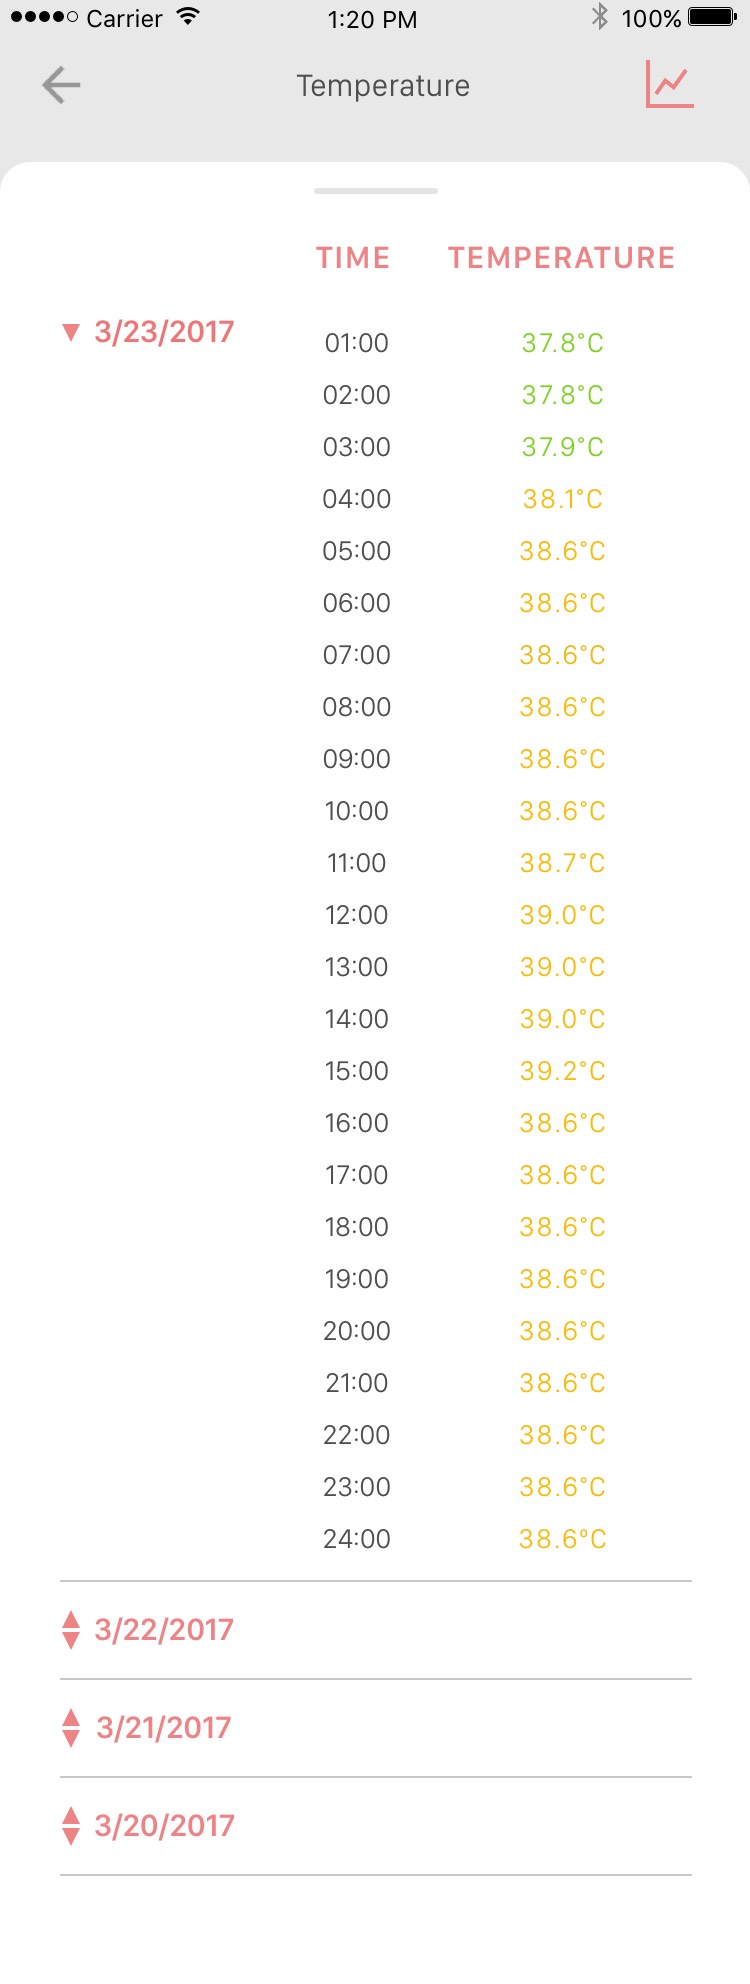 Carrier 1:20 PM 100%
Temperature
TIME TEMPERATURE
3/23/2017 01:00 37.8°C
02:00 37.8°C
03:00 37.9°C
04:00 38.1°C
05:00 38.6°C
06:00 38.6°C
07:00 38.6°C
08:00 38.6°C
09:00 38.6°C
10:00 38.6°C
11:00 38.7°C
12:00 39.0°C
13:00 39.0°C
14:00 39.0°C
15:00 39.2°C
16:00 38.6°C
17:00 38.6°C
18:00 38.6°C
19:00 38.6°C
20:00 38.6°C
21:00 38.6°C
22:00 38.6°C
23:00 38.6°C
24:00 38.6°C
3/22/2017
3/21/2017
3/20/2017